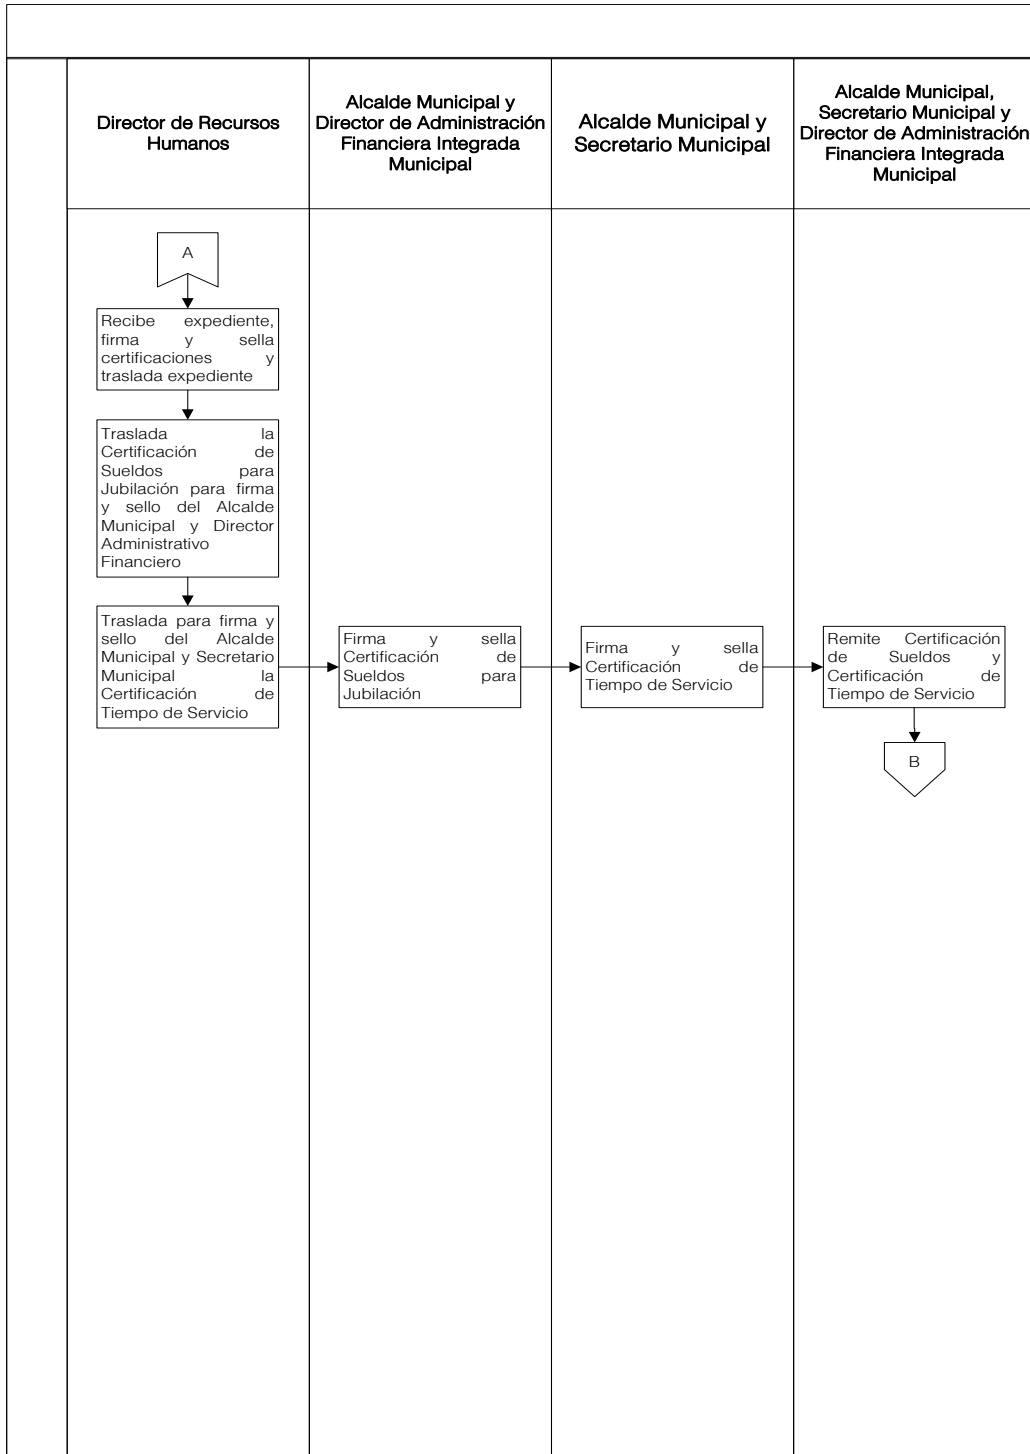 Director de Recursos
Humanos
Alcalde Municipal y
Director de Administración
Financiera Integrada
Municipal
Alcalde Municipal y
Secretario Municipal
Alcalde Municipal,
Secretario Municipal y
Director de Administración
Financiera Integrada
Municipal
A
Recibe expediente,
firma y sella
certificaciones y
traslada expediente
Traslada la
Certificación de
Sueldos para
Jubilación para firma
y sello del Alcalde
Municipal y Director
Administrativo
Financiero
Traslada para firma y
sello del Alcalde
Municipal y Secretario
Municipal la
Certificación de
Tiempo de Servicio
Firma y sella
Certificación de
Sueldos para
Jubilación
Firma y sella
Certificación de
Tiempo de Servicio
Remite Certificación
de Sueldos y
Certificación de
Tiempo de Servicio
B